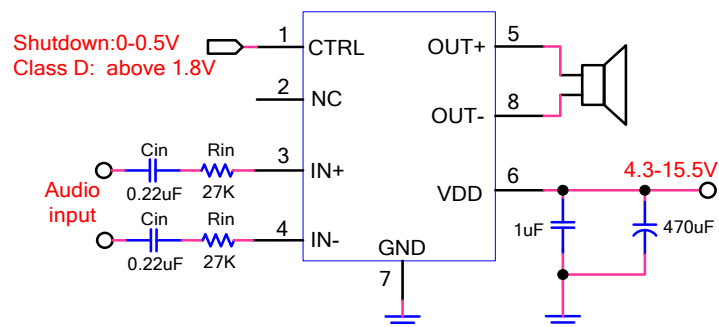 Shutdown:0-0.5V
Class D: above 1.8V
1
CTRL
2
NC
Cin
Rin
3
IN+
0.22uF
27K
Audio
input
Cin
Rin
4
IN-
0.22uF
27K
GND
7
OUT+
5
OUT-
8
VDD
6
4.3-15.5V
1uF
470uF